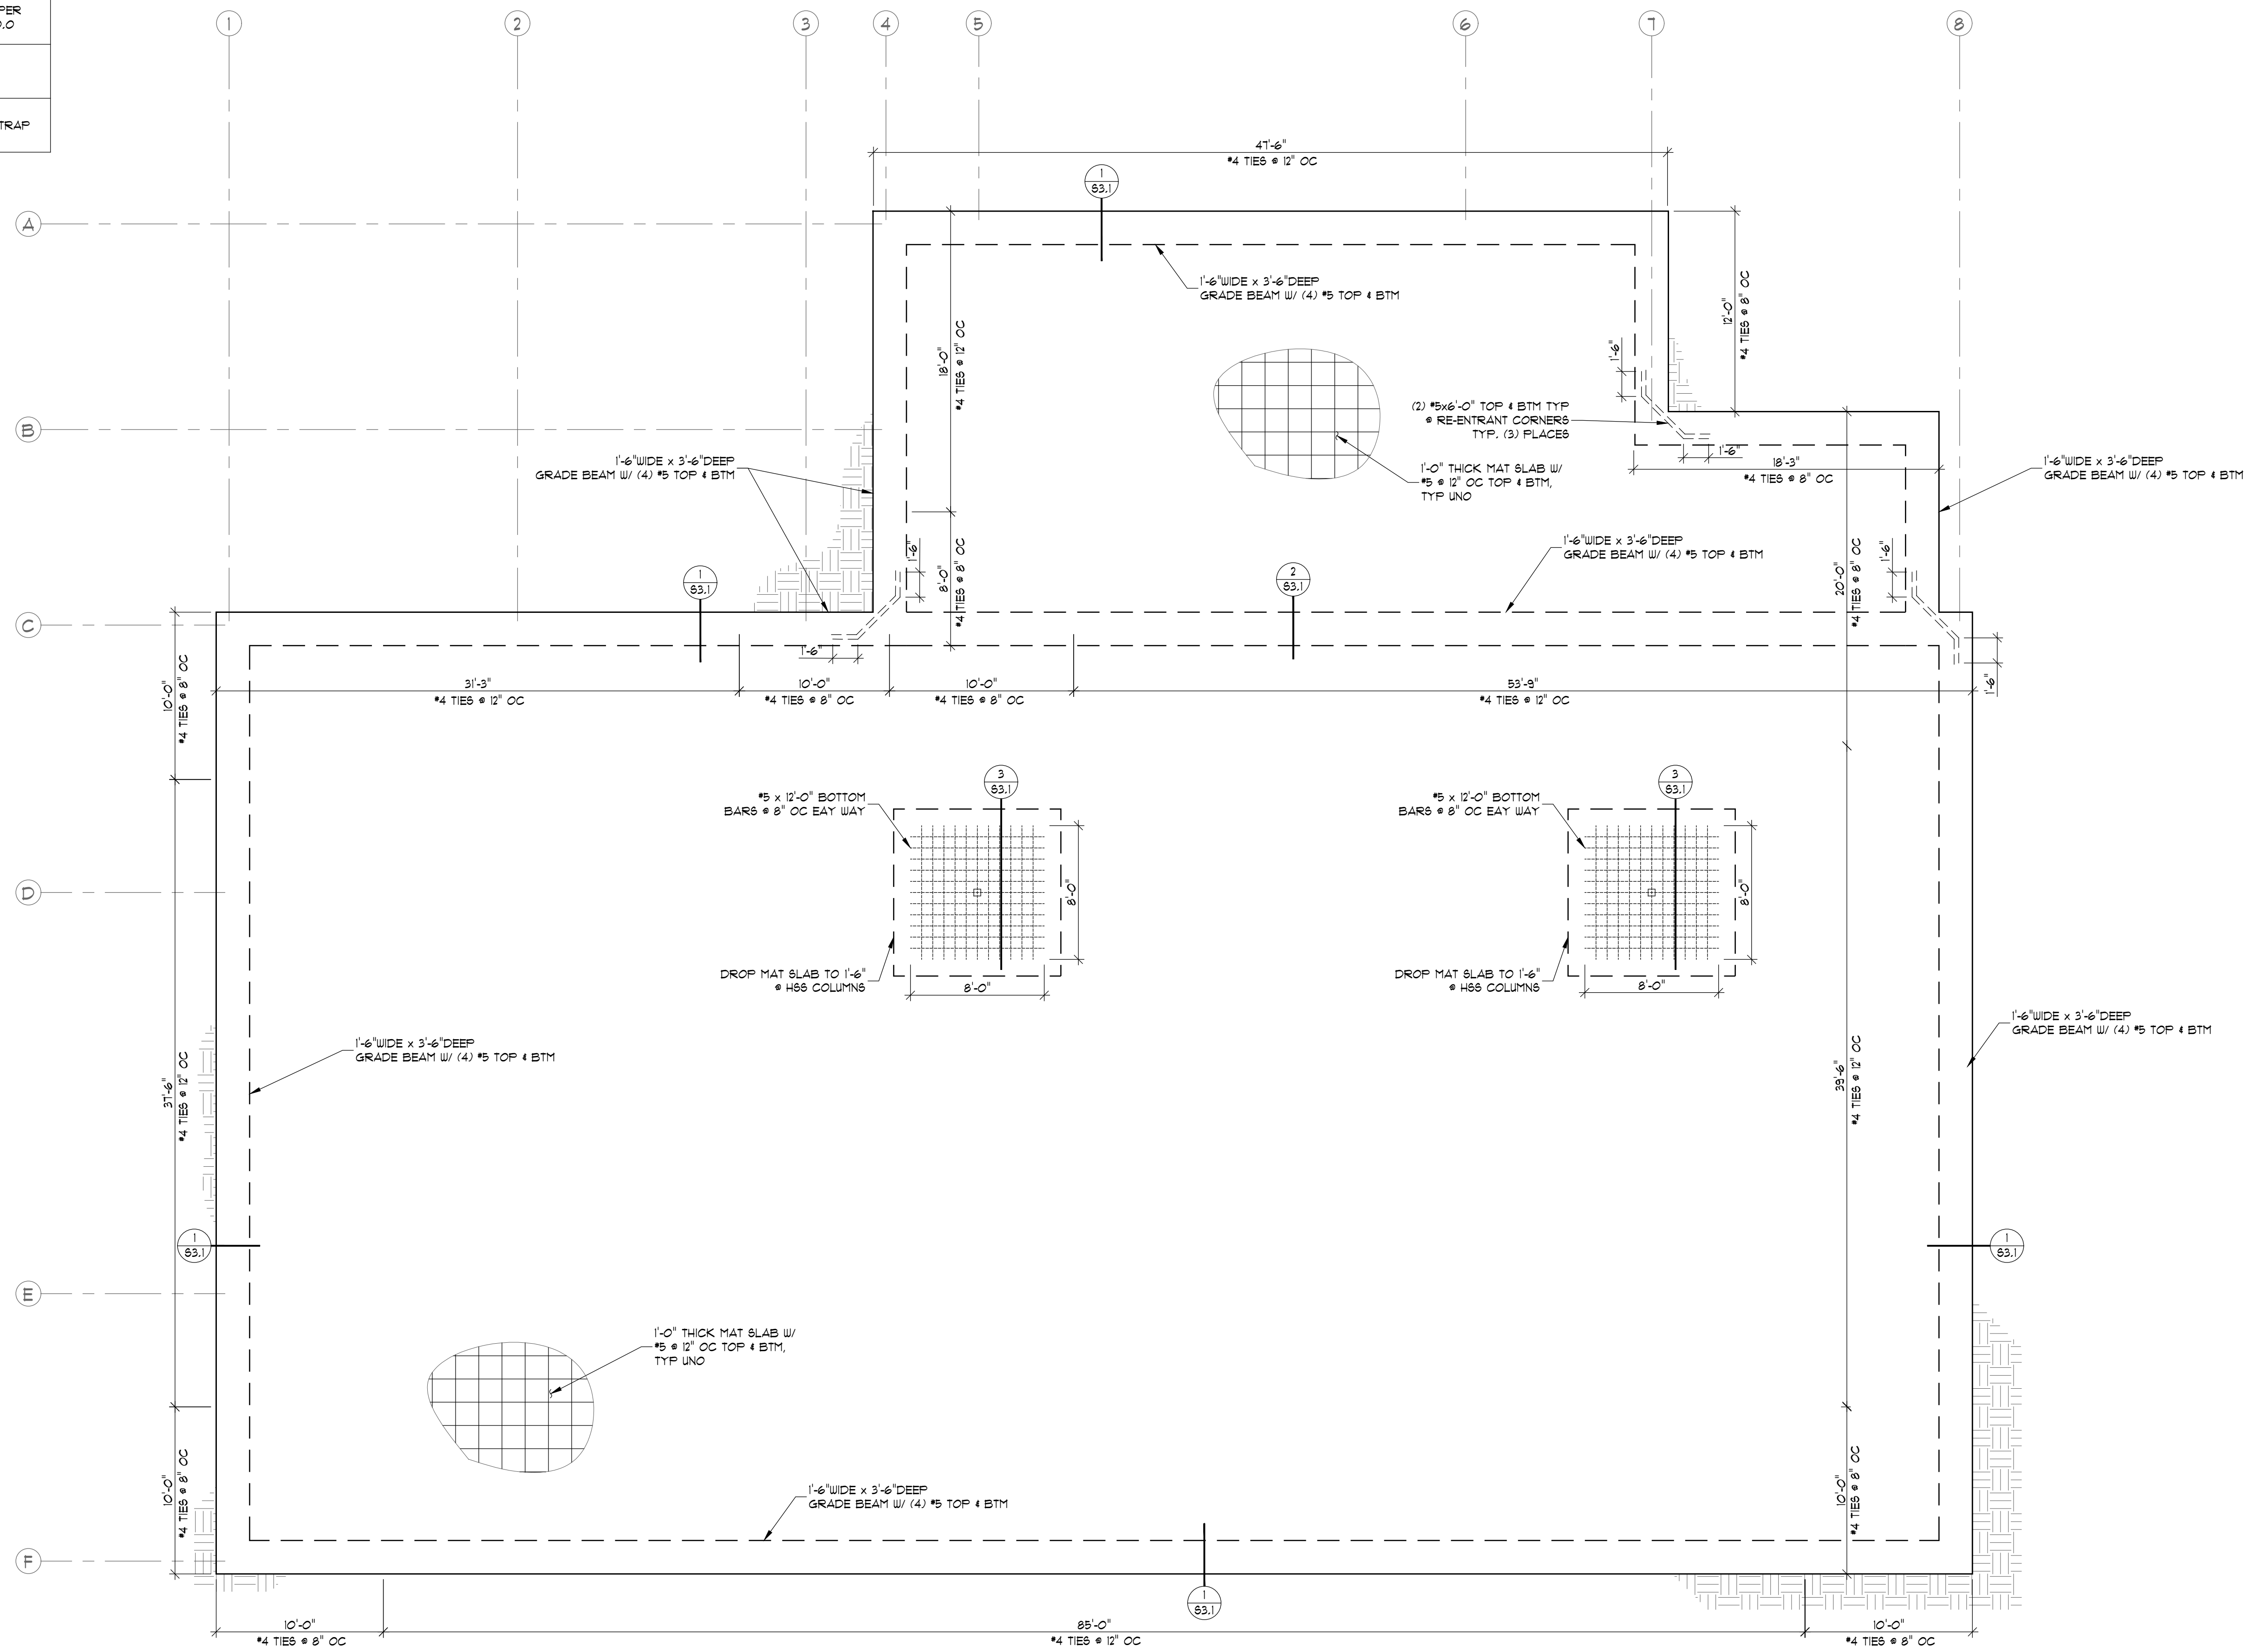 PER
TRAP
1
2
3
4
5
6
7
8
A
B
C
D
E
F
47'-6"
#4 TIES @ 12" OC
1
S3.1
1'-6"WIDE x 3'-6"DEEP
GRADE BEAM W/ (4) #5 TOP & BTM
12'-0"
#4 TIES @ 8" OC
18'-0"
#4 TIES @ 12" OC
1'-6"
(2) #5x6'-0" TOP & BTM TYP
@ RE-ENTRANT CORNERS
TYP. (3) PLACES
1'-6"
18'-3"
#4 TIES @ 8" OC
1'-6"WIDE x 3'-6"DEEP
GRADE BEAM W/ (4) #5 TOP & BTM
1'-0" THICK MAT SLAB W/
#5 @ 12" OC TOP & BTM,
TYP UNO
1'-6"WIDE x 3'-6"DEEP
GRADE BEAM W/ (4) #5 TOP & BTM
1'-6"WIDE x 3'-6"DEEP
GRADE BEAM W/ (4) #5 TOP & BTM
1
S3.1
1'-6"
8'-0"
#4 TIES @ 8" OC
2
S3.1
20'-0"
#4 TIES @ 8" OC
1'-6"
1'-6"
1'-6"
10'-0"
#4 TIES @ 8" OC
31'-3"
#4 TIES @ 12" OC
10'-0"
#4 TIES @ 8" OC
10'-0"
#4 TIES @ 8" OC
53'-9"
#4 TIES @ 12" OC
#5 x 12'-0" BOTTOM
BARS @ 8" OC EAY WAY
3
S3.1
8'-0"
DROP MAT SLAB TO 1'-6"
@ HSS COLUMNS
8'-0"
#5 x 12'-0" BOTTOM
BARS @ 8" OC EAY WAY
3
S3.1
8'-0"
DROP MAT SLAB TO 1'-6"
@ HSS COLUMNS
8'-0"
1'-6"WIDE x 3'-6"DEEP
GRADE BEAM W/ (4) #5 TOP & BTM
37'-6"
#4 TIES @ 12" OC
39'-6"
#4 TIES @ 12" OC
1'-6"WIDE x 3'-6"DEEP
GRADE BEAM W/ (4) #5 TOP & BTM
1
S3.1
1
S3.1
1'-0" THICK MAT SLAB W/
#5 @ 12" OC TOP & BTM,
TYP UNO
10'-0"
#4 TIES @ 8" OC
1'-6"WIDE x 3'-6"DEEP
GRADE BEAM W/ (4) #5 TOP & BTM
10'-0"
#4 TIES @ 8" OC
1
S3.1
10'-0"
#4 TIES @ 8" OC
85'-0"
#4 TIES @ 12" OC
10'-0"
#4 TIES @ 8" OC